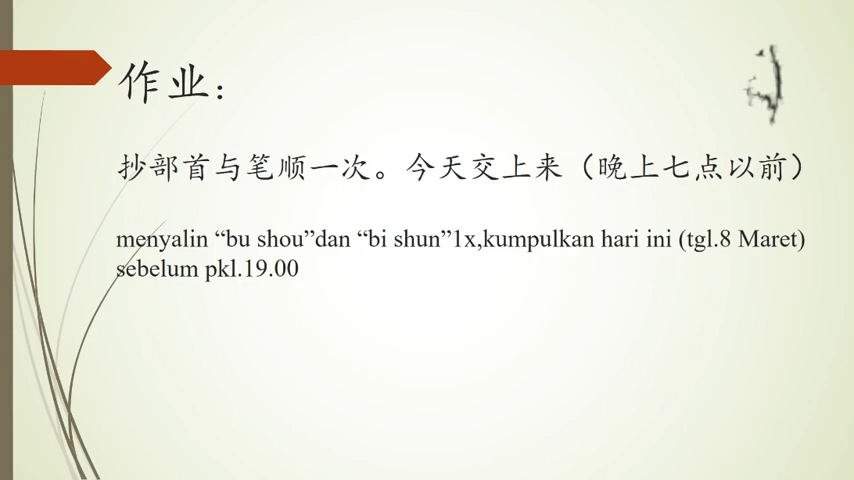 作业：
抄部首与笔顺一次。今天交上来（晚上七点以前）
menyalin “bu shou”dan “bi shun”1x,kumpulkan hari ini (tgl.8 Maret)
sebelum pkl.19.00